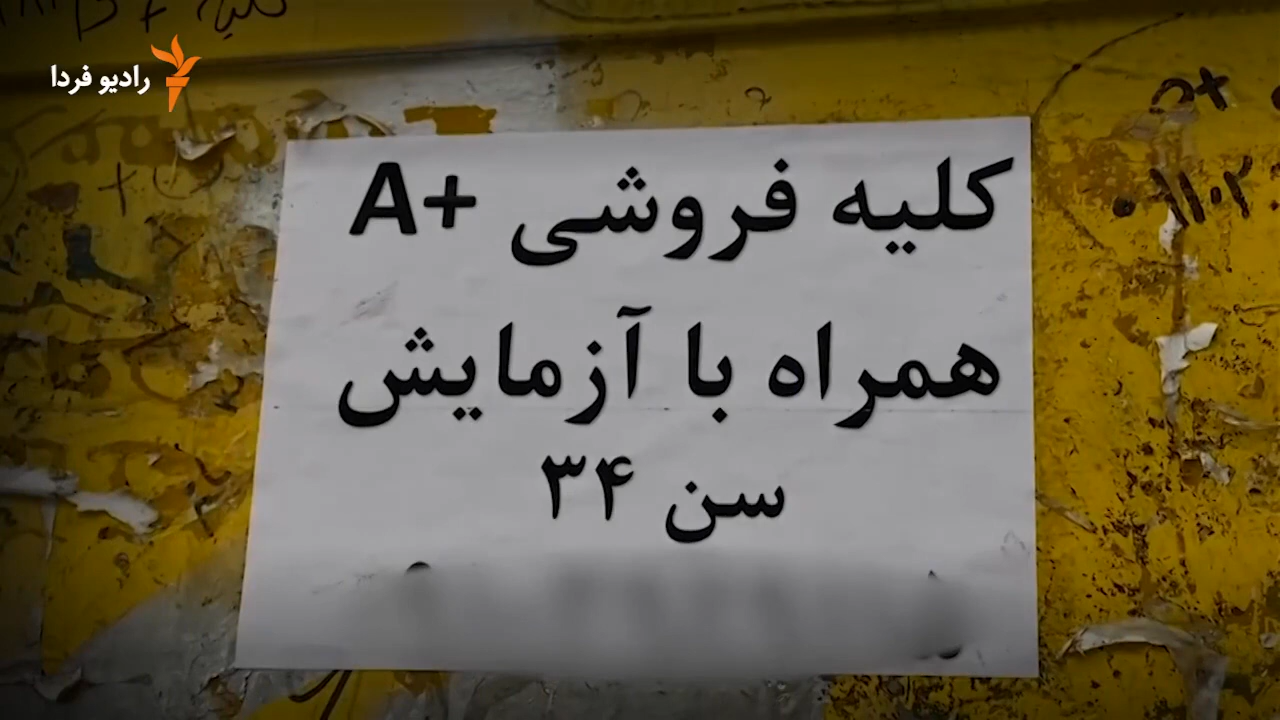 رادیو فردا
کلیه فروشی A+
همراه با آزمایش
سن ۳۴